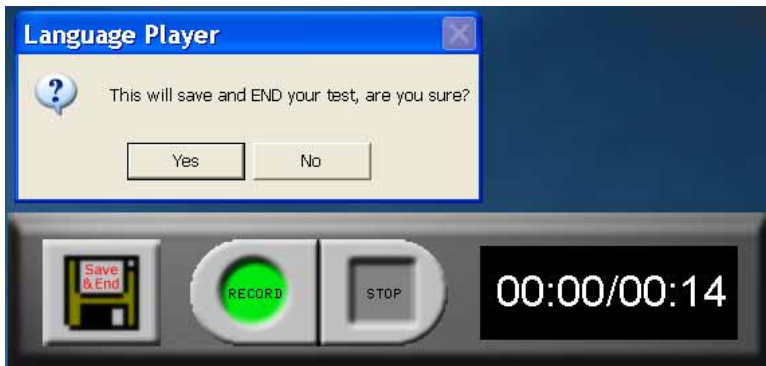 Language Player
This will save and END your test, are you sure?
Yes No
Save
& End
RECORD STOP 00:00/00:14